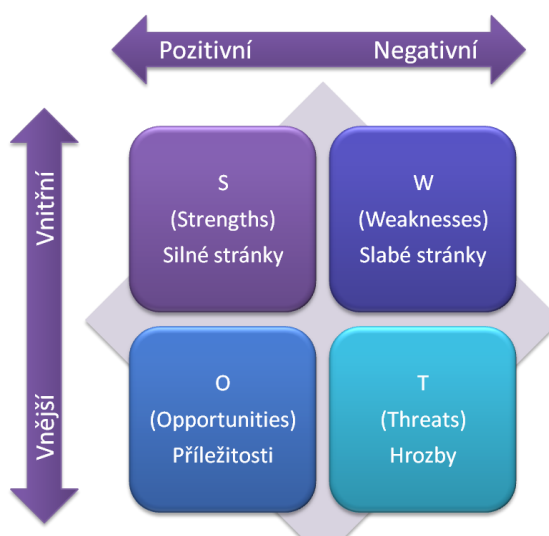 Pozitivní
Negativní
Vnitřní
Vnější
S
(Strengths)
Silné stránky
W
(Weaknesses)
Slabé stránky
O
(Opportunities)
Příležitosti
T
(Threats)
Hrozby